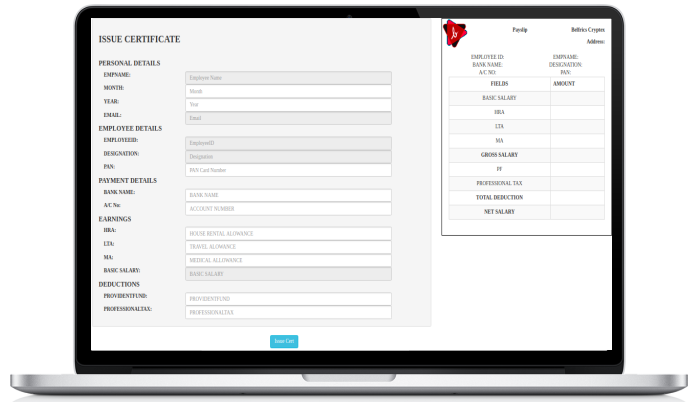 ISSUE CERTIFICATE
PERSONAL DETAILS
EMPNAME: Employee Name
MONTH: Month
YEAR: Year
EMAIL: Email
EMPLOYEE DETAILS
EMPLOYEEID: EmployeeID
DESIGNATION: Designation
PAN: PAN Card Number
PAYMENT DETAILS
BANK NAME: BANK NAME
A/C No: ACCOUNT NUMBER
EARNINGS
HRA: HOUSE RENTAL ALOWANCE
LTA: TRAVEL ALOWANCE
MA: MEDICAL ALLOWANCE
BASIC SALARY: BASIC SALARY
DEDUCTIONS
PROVIDENTFUND: PROVIDENTFUND
PROFESSIONALTAX: PROFESSIONALTAX
Issue Cert
Payslip Belfrics Cryptex
Address:
EMPLOYEE ID: EMPNAME:
BANK NAME: DESIGNATION:
A/C NO: PAN:
FIELDS AMOUNT
BASIC SALARY
HRA
LTA
MA
GROSS SALARY
PF
PROFESSIONAL TAX
TOTAL DEDUCTION
NET SALARY